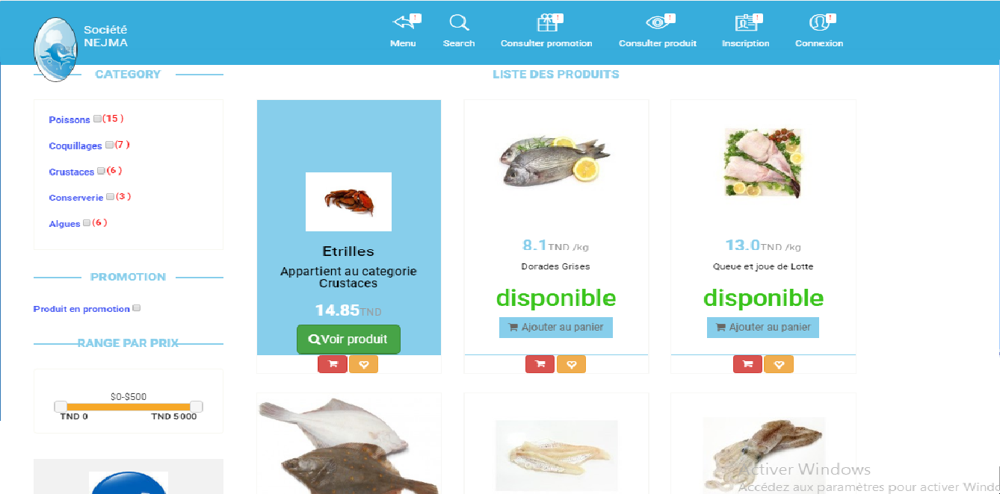 Société
NEJMA
!
!
!
!
!
Menu
Search
Consulter promotion
Consulter produit
Inscription
Connexion
CATEGORY
Poissons (15 )
Coquillages (7 )
Crustaces (6 )
Conserverie (3 )
Algues (6 )
PROMOTION
Produit en promotion
RANGE PAR PRIX
$0-$500
TND 0
TND 5000
LISTE DES PRODUITS
Etrilles
Appartient au categorie
Crustaces
14.85TND
Voir produit
8.1TND /kg
Dorades Grises
disponible
Ajouter au panier
13.0TND /kg
Queue et joue de Lotte
disponible
Ajouter au panier
Activer Windows
Accédez aux paramètres pour activer Windo